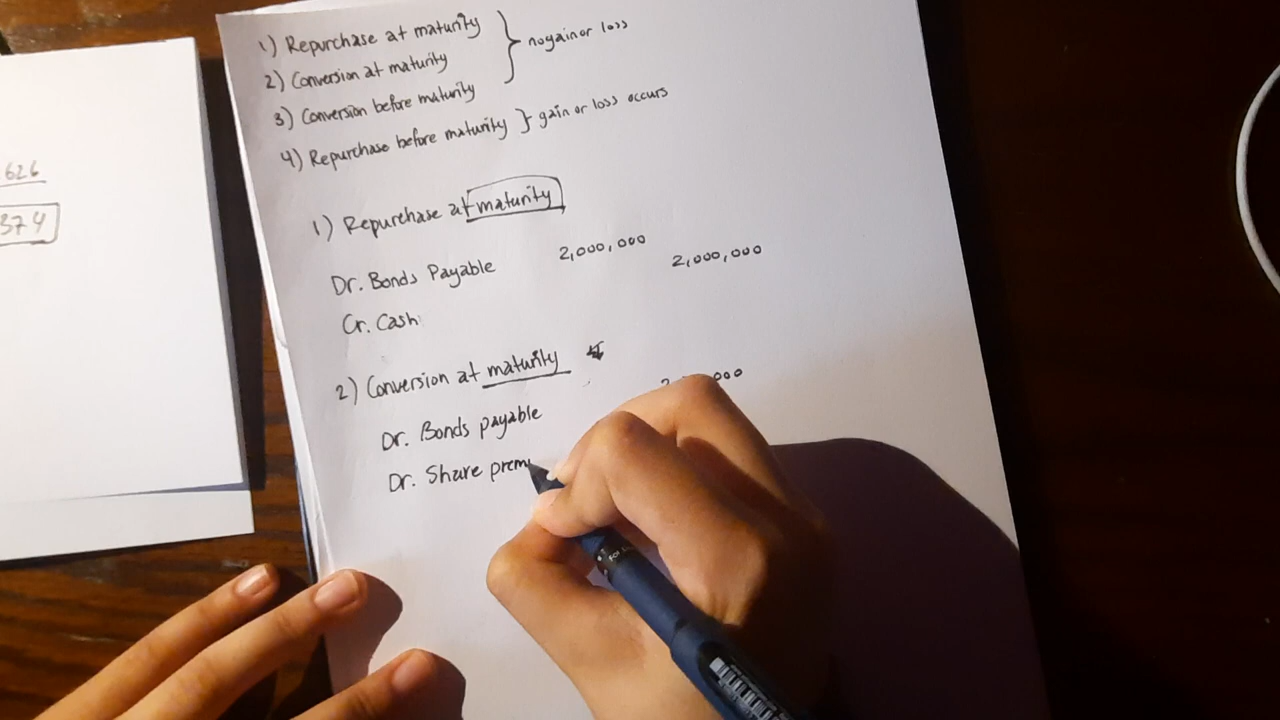 1) Repurchase at maturity
2) Conversion at maturity } no gain or loss
3) Conversion before maturity
4) Repurchase before maturity } gain or loss occurs
626
374
1) Repurchase at maturity
Dr. Bonds Payable 2,000,000
Cr. Cash 2,000,000
2) Conversion at maturity
Dr. Bonds payable
Dr. Share prem